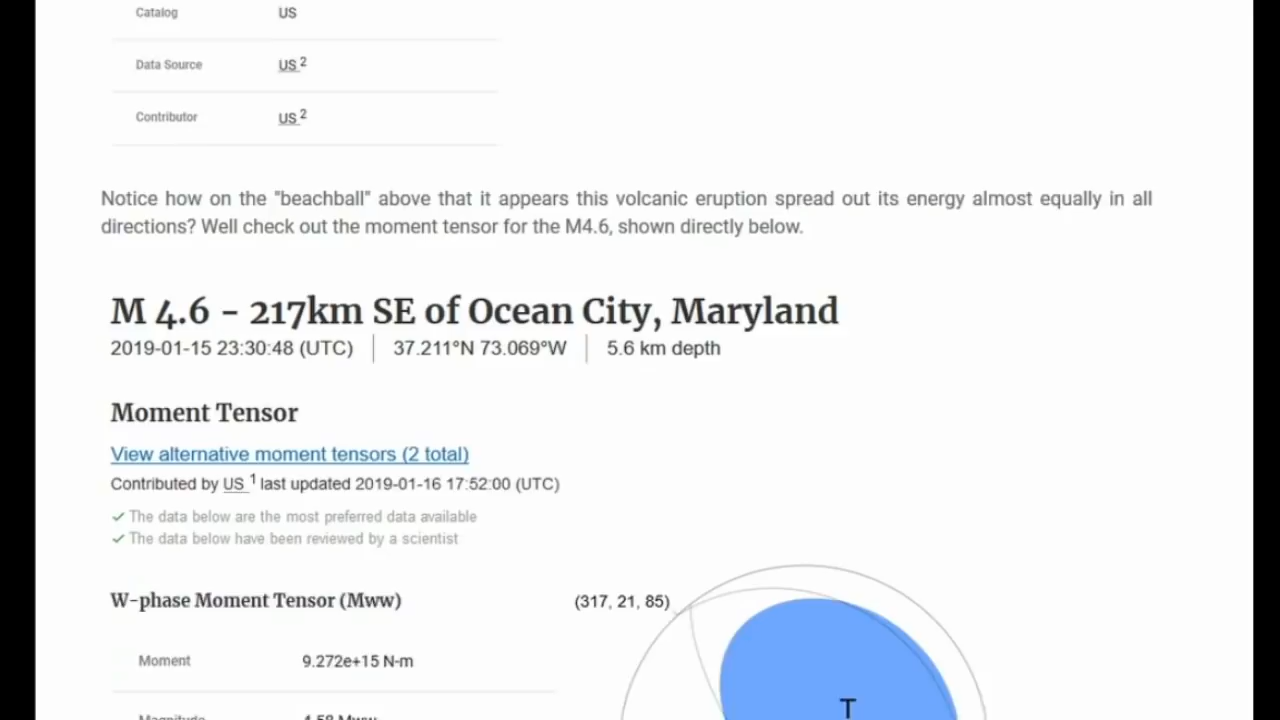 Catalog US
Data Source US 2
Contributor US 2
Notice how on the "beachball" above that it appears this volcanic eruption spread out its energy almost equally in all
directions? Well check out the moment tensor for the M4.6, shown directly below.
M 4.6 - 217km SE of Ocean City, Maryland
2019-01-15 23:30:48 (UTC) 37.211°N 73.069°W 5.6 km depth
Moment Tensor
View alternative moment tensors (2 total)
Contributed by US 1 last updated 2019-01-16 17:52:00 (UTC)
✓ The data below are the most preferred data available
✓ The data below have been reviewed by a scientist
W-phase Moment Tensor (Mww) (317, 21, 85)
Moment 9.272e+15 N-m
T
Magnitude 4.58 Mww